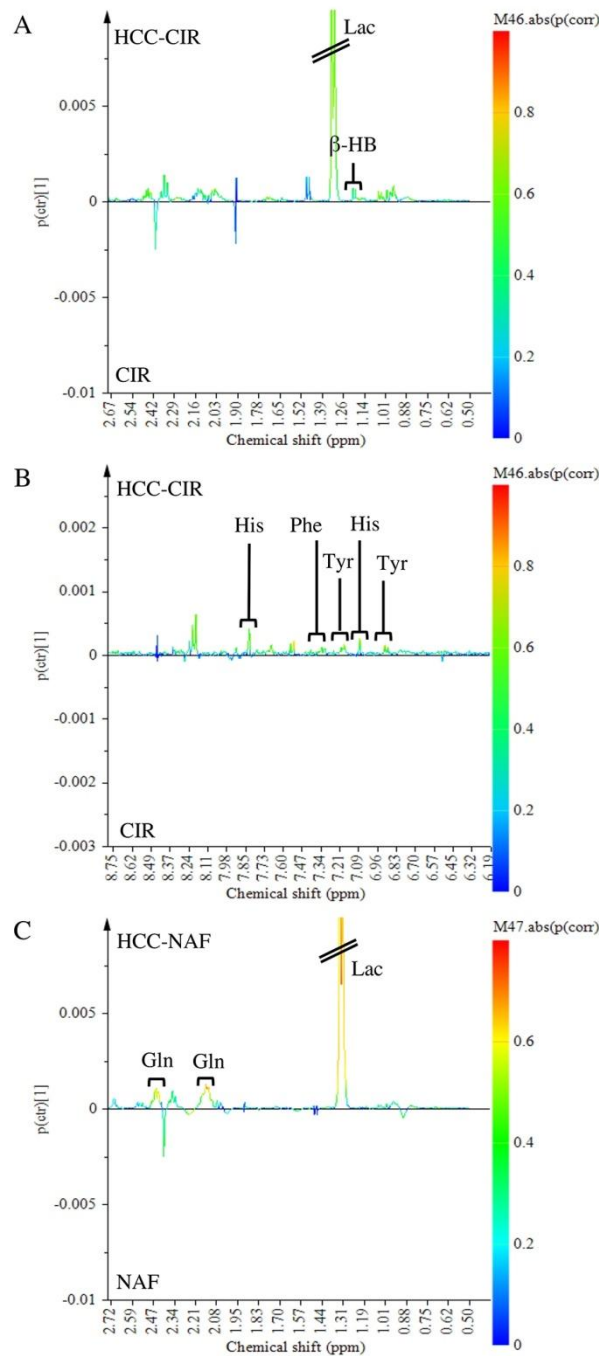 A
HCC-CIR
M46.abs(p(corr)
Lac
β-HB
0.005
0
-0.005
-0.01
p(ctr)[1]
0.8
0.6
0.4
0.2
0
CIR
2.67 2.54 2.42 2.29 2.16 2.03 1.90 1.78 1.65 1.52 1.39 1.26 1.14 1.01 0.88 0.75 0.62 0.50
Chemical shift (ppm)
B
HCC-CIR
M46.abs(p(corr)
His Phe Tyr His Tyr
0.002
0.001
0
-0.001
-0.002
-0.003
p(ctr)[1]
0.8
0.6
0.4
0.2
0
CIR
8.75 8.62 8.49 8.37 8.24 8.11 7.98 7.85 7.73 7.60 7.47 7.34 7.21 7.09 6.96 6.83 6.70 6.57 6.45 6.32 6.19
Chemical shift (ppm)
C
HCC-NAF
M47.abs(p(corr)
Lac
Gln Gln
0.005
0
-0.005
-0.01
p(ctr)[1]
0.6
0.4
0.2
0
NAF
2.72 2.59 2.47 2.34 2.21 2.08 1.95 1.83 1.70 1.57 1.44 1.31 1.19 1.06 0.93 0.80 0.67